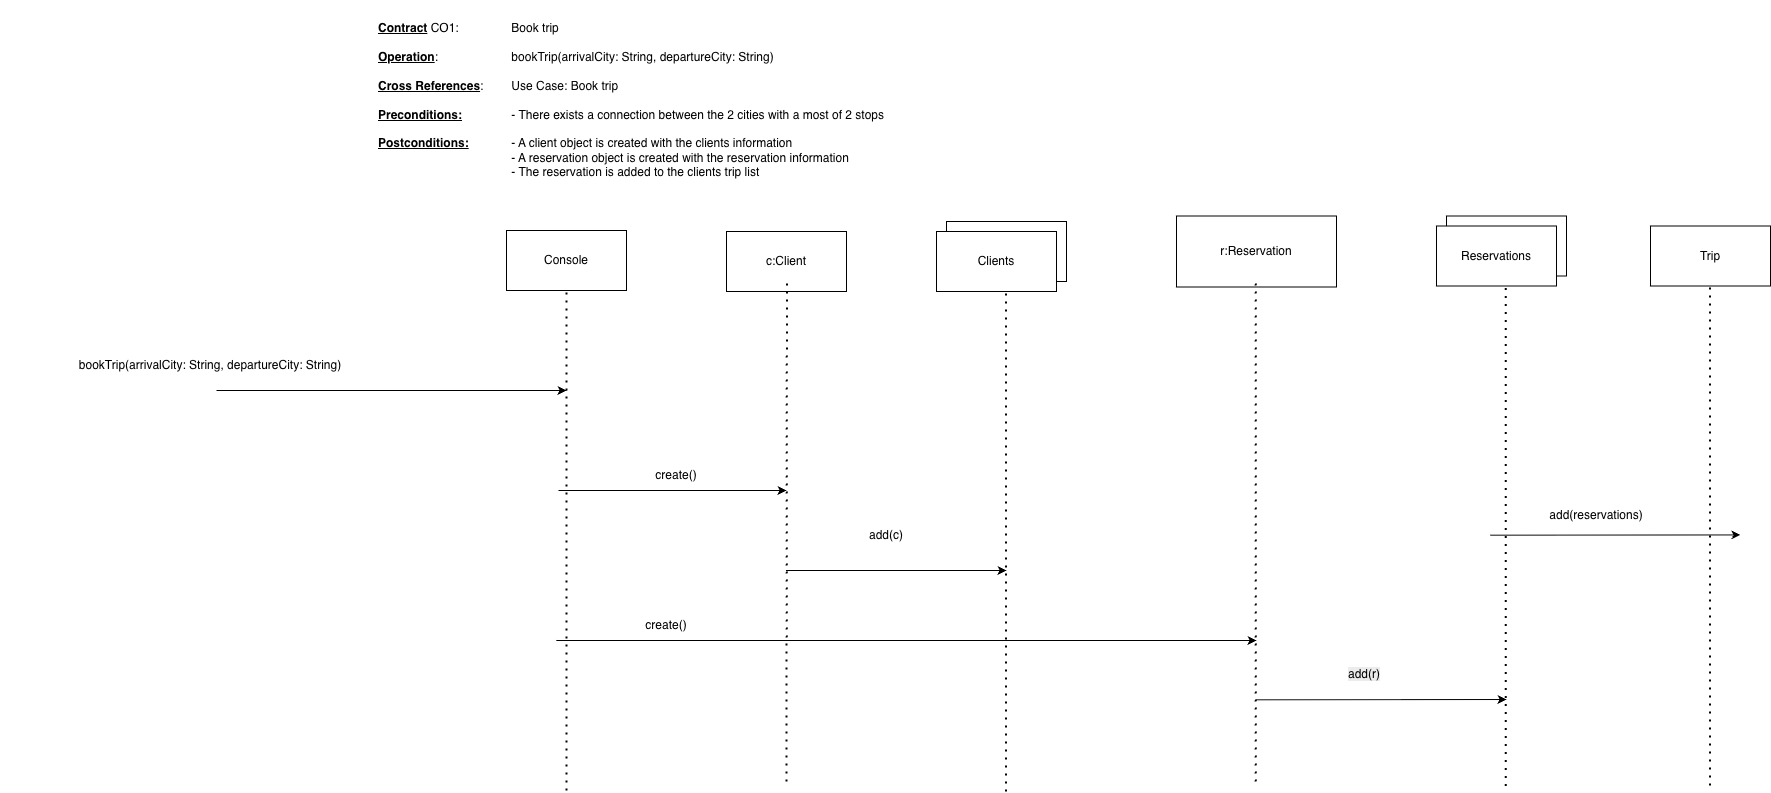 Contract CO1: Book trip
Operation: bookTrip(arrivalCity: String, departureCity: String)
Cross References: Use Case: Book trip
Preconditions: - There exists a connection between the 2 cities with a most of 2 stops
Postconditions: - A client object is created with the clients information
- A reservation object is created with the reservation information
- The reservation is added to the clients trip list
Console
c:Client
Clients
r:Reservation
Reservations
Trip
bookTrip(arrivalCity: String, departureCity: String)
create()
add(reservations)
add(c)
create()
add(r)